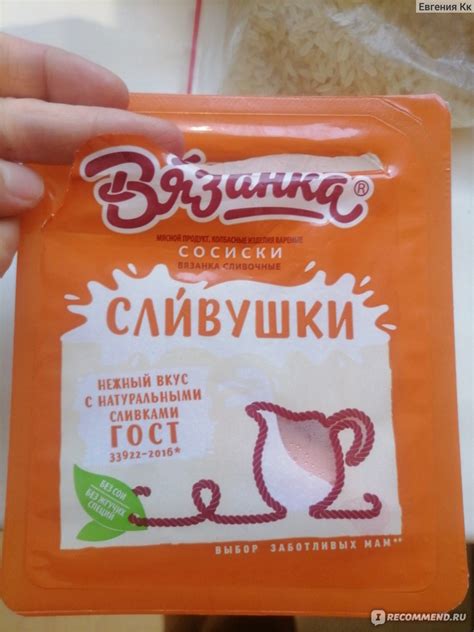 Евгения Кк
Вязанка®
МЯСНОЙ ПРОДУКТ. КОЛБАСНЫЕ ИЗДЕЛИЯ ВАРЕНЫЕ
СОСИСКИ
ВЯЗАНКА СЛИВОЧНЫЕ
СЛИВУШКИ
НЕЖНЫЙ ВКУС
С НАТУРАЛЬНЫМИ
СЛИВКАМИ
ГОСТ
33922-2016*
БЕЗ СОИ
БЕЗ ЖГУЧИХ
СПЕЦИЙ
ВЫБОР ЗАБОТЛИВЫХ МАМ**
IRECOMMEND.RU